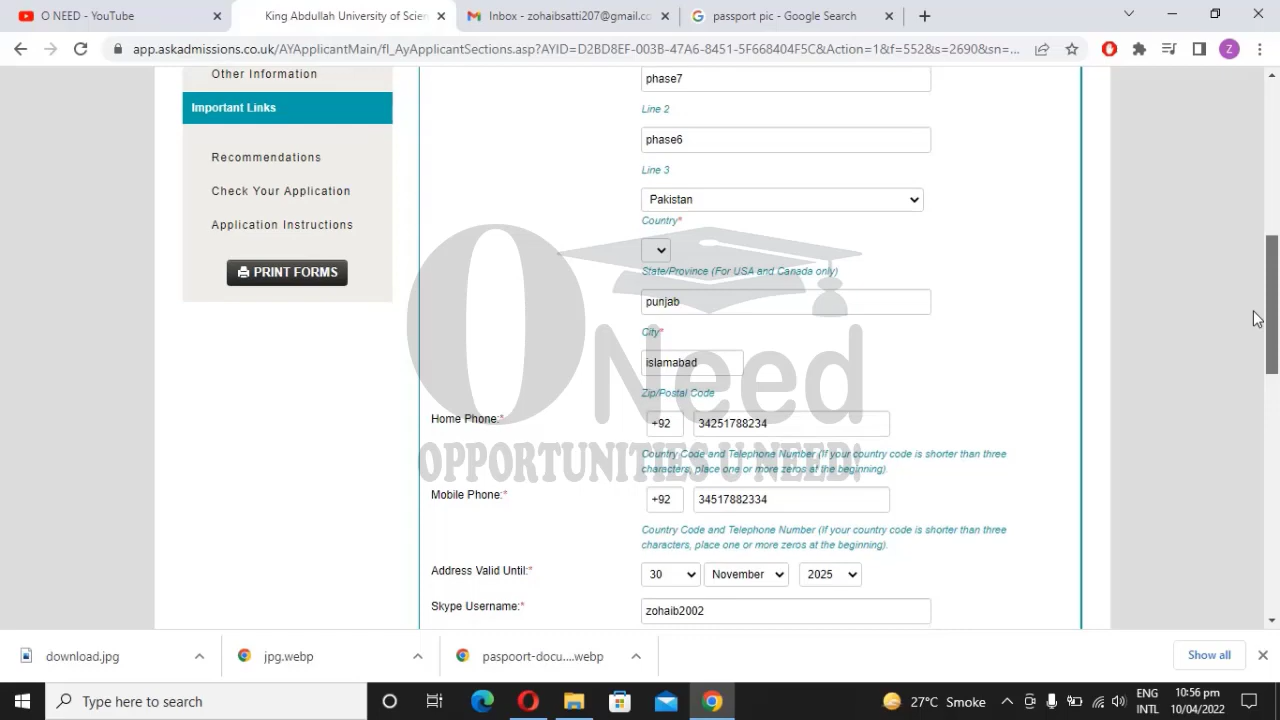 O NEED - YouTube
King Abdullah University of Scien
Inbox - zohaibsatti207@gmail.co
passport pic - Google Search
app.askadmissions.co.uk/AYApplicantMain/fl_AyApplicantSections.asp?AYID=D2BD8EF-003B-47A6-8451-5F668404F5C&Action=1&f=552&s=2690&sn=...
Z
Other Information
Important Links
Recommendations
Check Your Application
Application Instructions
PRINT FORMS
phase7
Line 2
phase6
Line 3
Pakistan
Country*
State/Province (For USA and Canada only)
punjab
City*
islamabad
Zip/Postal Code
Home Phone:*
+92 34251788234
Country Code and Telephone Number (If your country code is shorter than three
characters, place one or more zeros at the beginning).
Mobile Phone:*
+92 34517882334
Country Code and Telephone Number (If your country code is shorter than three
characters, place one or more zeros at the beginning).
Address Valid Until:*
30 November 2025
Skype Username:*
zohaib2002
O Need
OPPORTUNITIES U NEED!
download.jpg
jpg.webp
paspoort-docu....webp
Show all
Type here to search
27°C Smoke
ENG
INTL
10:56 pm
10/04/2022